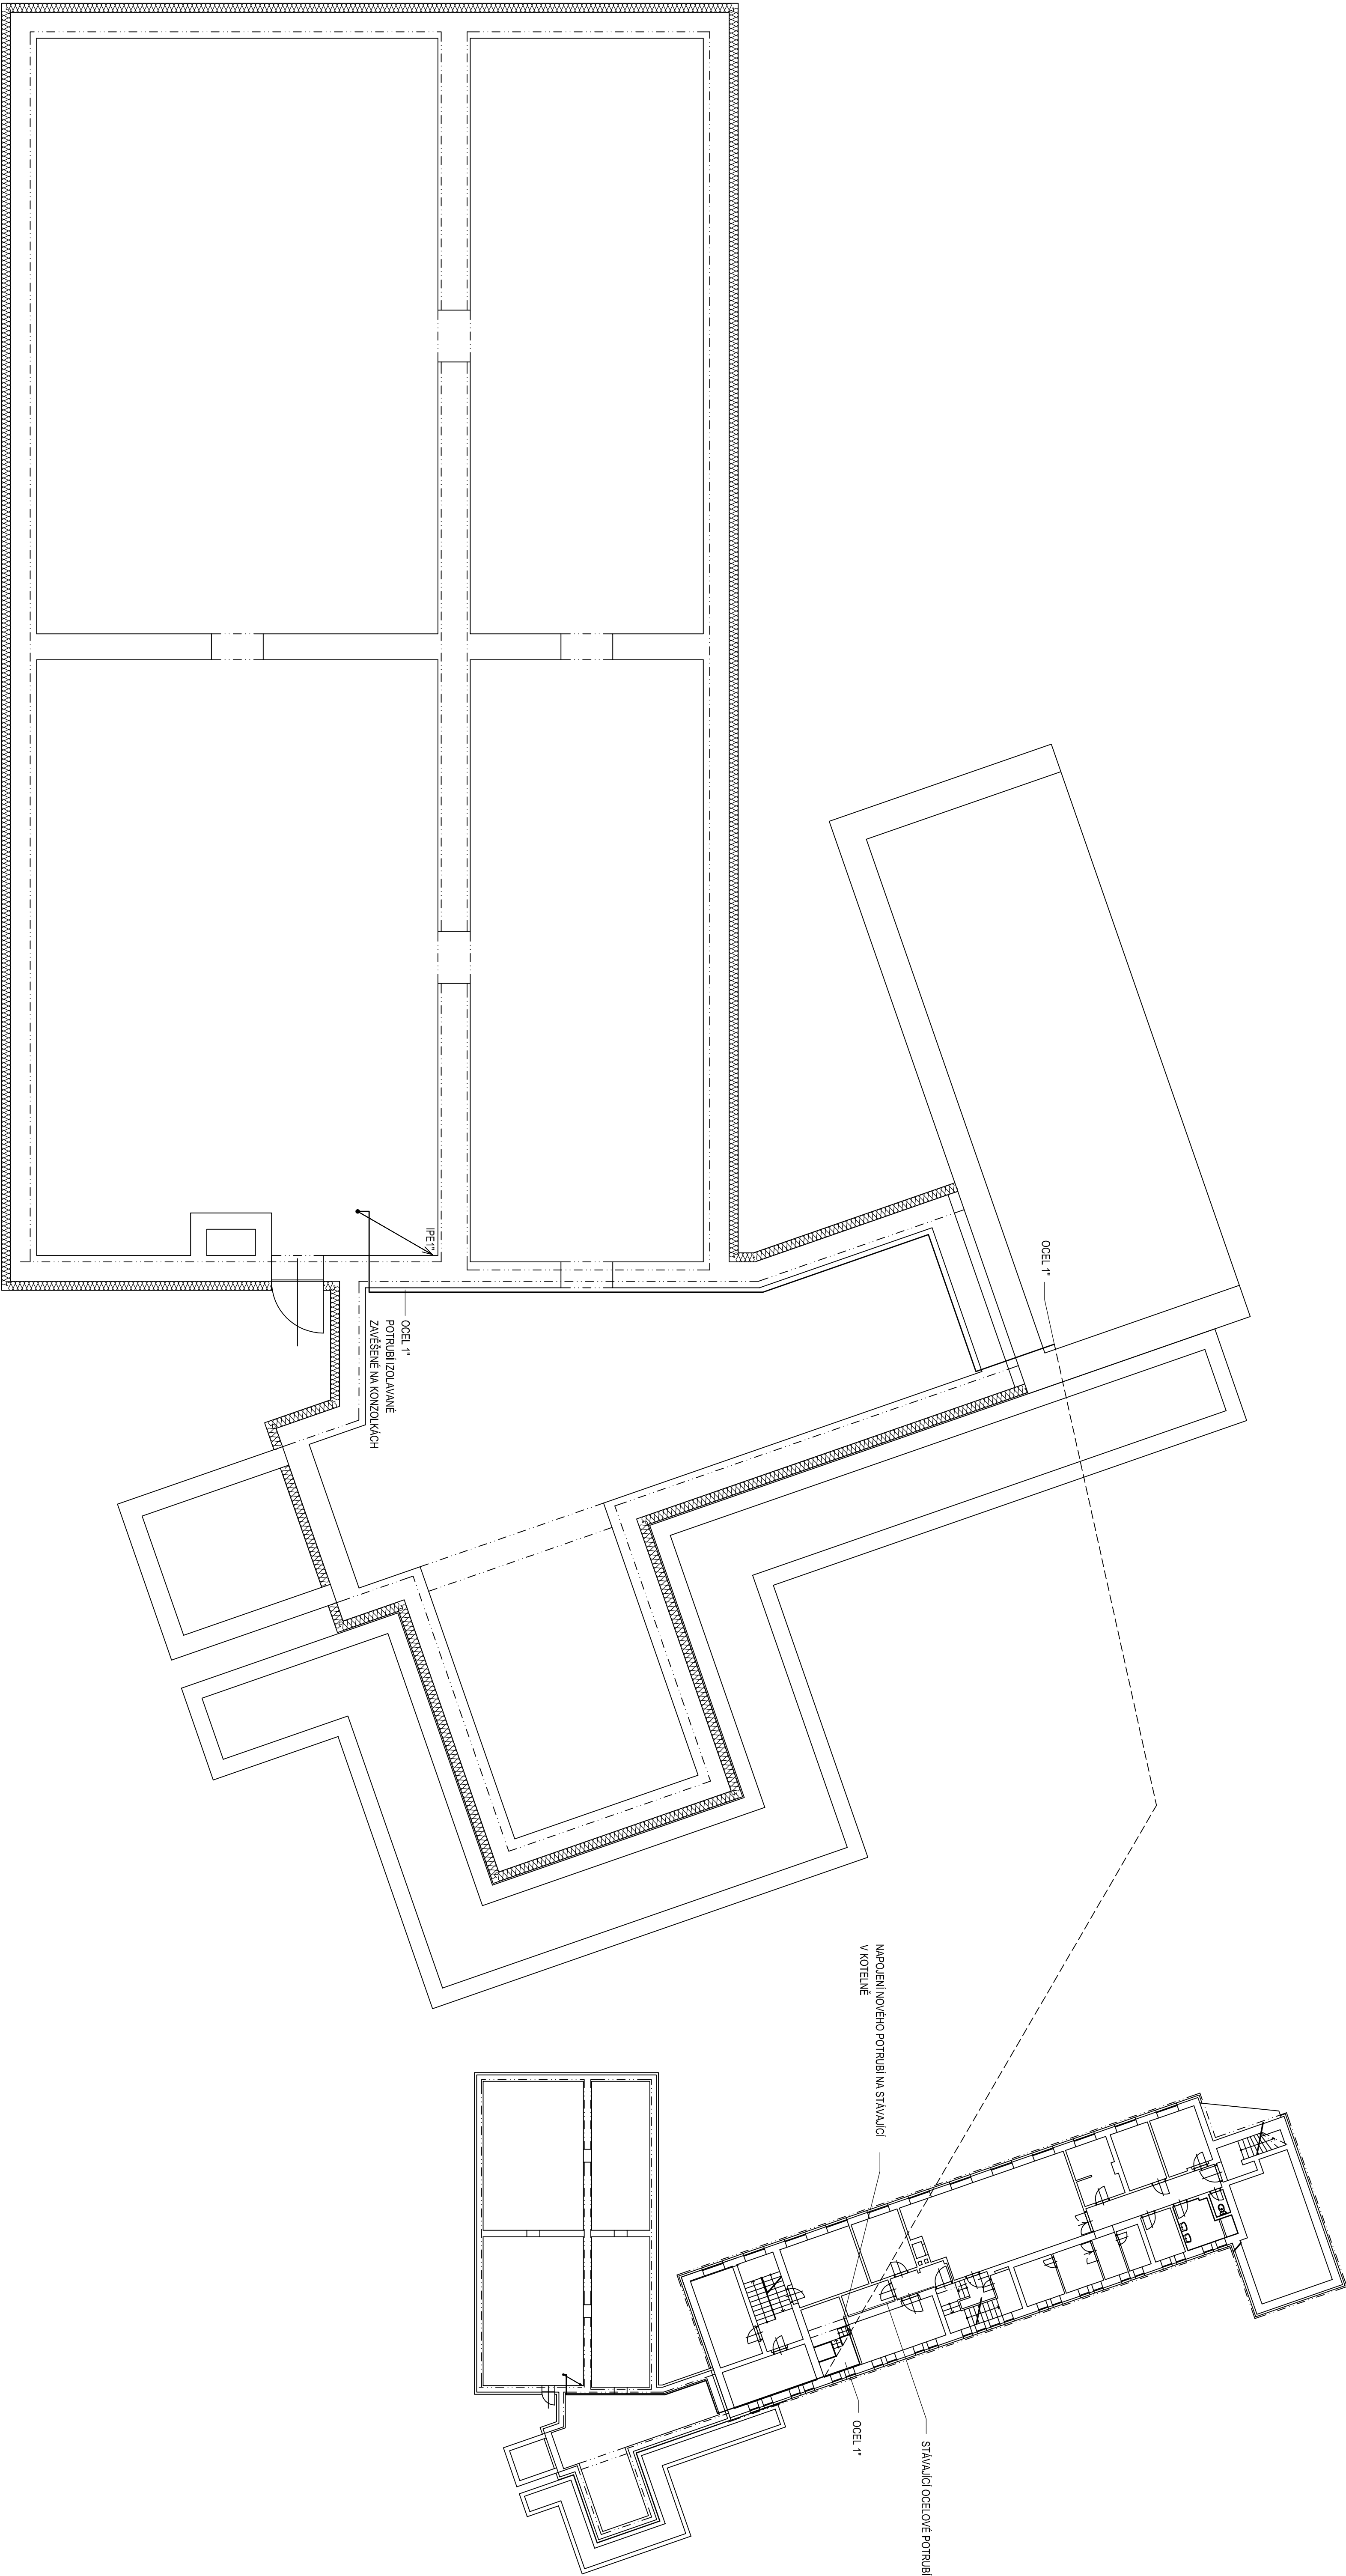 OCEL 1"
IPE1"
OCEL 1"
POTRUBÍ IZOLAVANÉ
ZAVĚŠENÉ NA KONZOLKÁCH
NAPOJENÍ NOVÉHO POTRUBÍ NA STÁVAJÍCÍ
V KOTELNĚ
OCEL 1"
STÁVAJÍCÍ OCELOVÉ POTRUBÍ